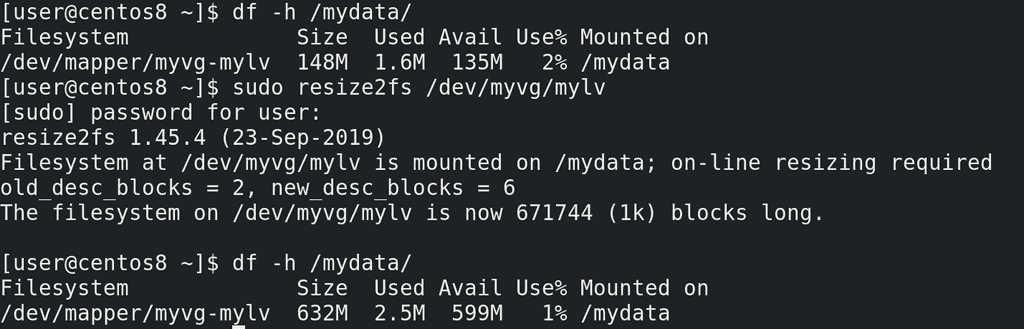 [user@centos8 ~]$ df -h /mydata/
Filesystem             Size  Used Avail Use% Mounted on
/dev/mapper/myvg-mylv  148M  1.6M  135M   2% /mydata
[user@centos8 ~]$ sudo resize2fs /dev/myvg/mylv
[sudo] password for user:
resize2fs 1.45.4 (23-Sep-2019)
Filesystem at /dev/myvg/mylv is mounted on /mydata; on-line resizing required
old_desc_blocks = 2, new_desc_blocks = 6
The filesystem on /dev/myvg/mylv is now 671744 (1k) blocks long.

[user@centos8 ~]$ df -h /mydata/
Filesystem             Size  Used Avail Use% Mounted on
/dev/mapper/myvg-mylv  632M  2.5M  599M   1% /mydata